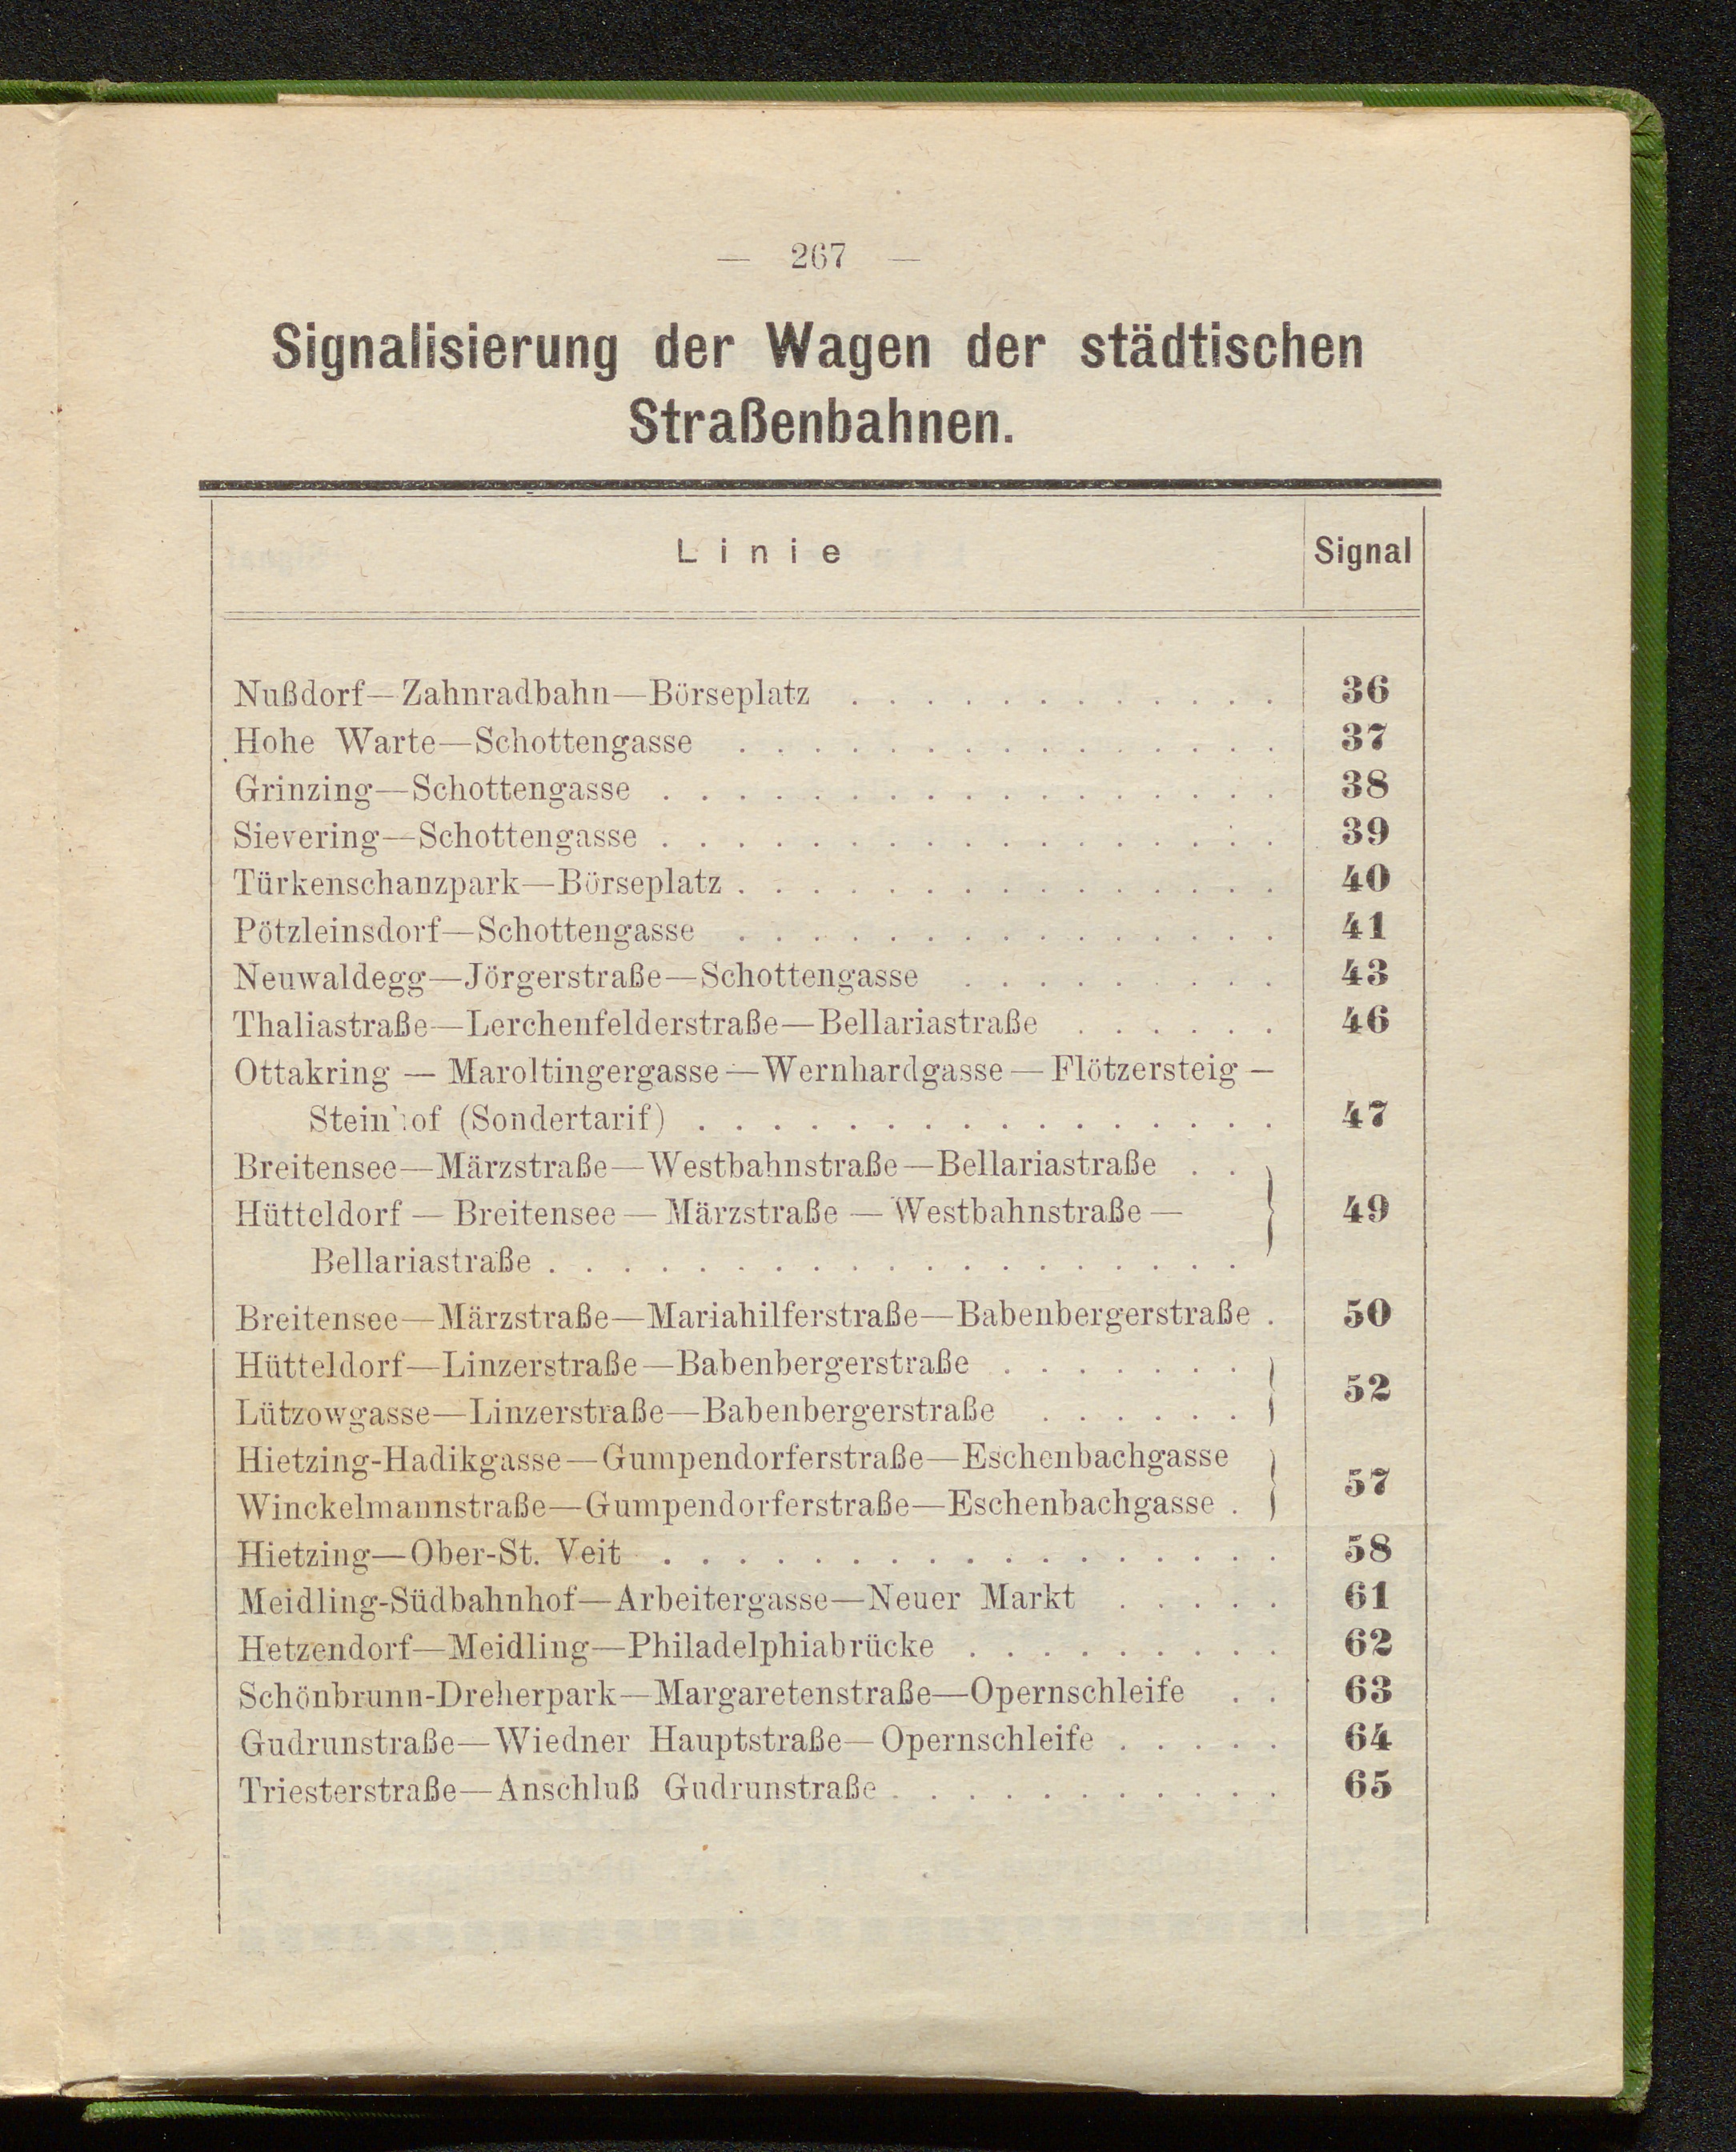 — 267 —
Signalisierung der Wagen der städtischen
Straßenbahnen.
Linie Signal
Nußdorf—Zahnradbahn—Börseplatz . . . . . . . . . . . . 36
Hohe Warte—Schottengasse . . . . . . . . . . . . . . . 37
Grinzing—Schottengasse . . . . . . . . . . . . . . . . . 38
Sievering—Schottengasse . . . . . . . . . . . . . . . . . 39
Türkenschanzpark—Börseplatz . . . . . . . . . . . . . . . 40
Pötzleinsdorf—Schottengasse . . . . . . . . . . . . . . . 41
Neuwaldegg—Jörgerstraße—Schottengasse . . . . . . . . . 43
Thaliastraße—Lerchenfelderstraße—Bellariastraße . . . . . . 46
Ottakring — Maroltingergasse—Wernhardgasse—Flötzersteig —
Steinhof (Sondertarif) . . . . . . . . . . . . . . . . 47
Breitensee—Märzstraße—Westbahnstraße—Bellariastraße . .
Hütteldorf — Breitensee — Märzstraße — Westbahnstraße — } 49
Bellariastraße . . . . . . . . . . . . . . . . . . .
Breitensee—Märzstraße—Mariahilferstraße—Babenbergerstraße . 50
Hütteldorf—Linzerstraße—Babenbergerstraße . . . . . . . } 52
Lützowgasse—Linzerstraße—Babenbergerstraße . . . . . .
Hietzing-Hadikgasse—Gumpendorferstraße—Eschenbachgasse } 57
Winckelmannstraße—Gumpendorferstraße—Eschenbachgasse .
Hietzing—Ober-St. Veit . . . . . . . . . . . . . . . . . 58
Meidling-Südbahnhof—Arbeitergasse—Neuer Markt . . . . . 61
Hetzendorf—Meidling—Philadelphiabrücke . . . . . . . . . 62
Schönbrunn-Dreherpark—Margaretenstraße—Opernschleife . . 63
Gudrunstraße—Wiedner Hauptstraße—Opernschleife . . . . . 64
Triesterstraße—Anschluß Gudrunstraße . . . . . . . . . . . 65